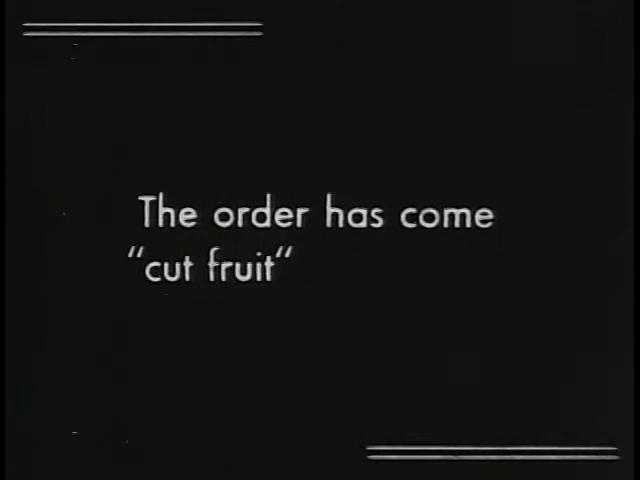 The order has come
“cut fruit“